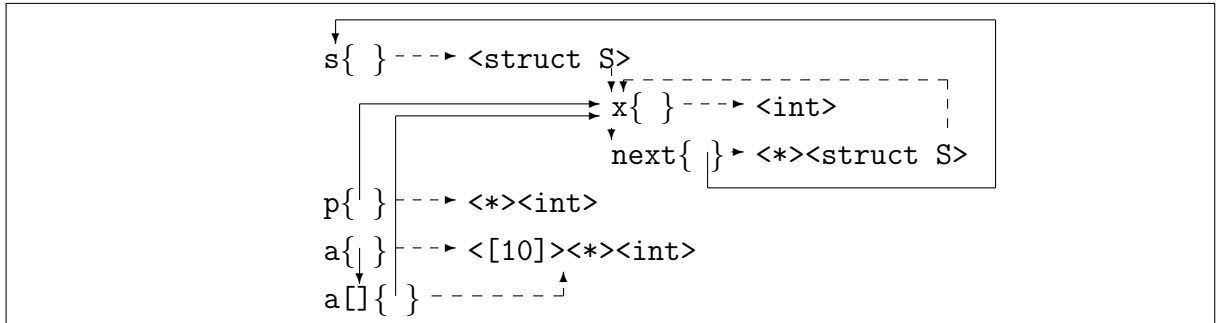 s{ } <struct S>
x{ } <int>
next{ } <*><struct S>
p{ } <*><int>
a{ } <[10]><*><int>
a[]{ }